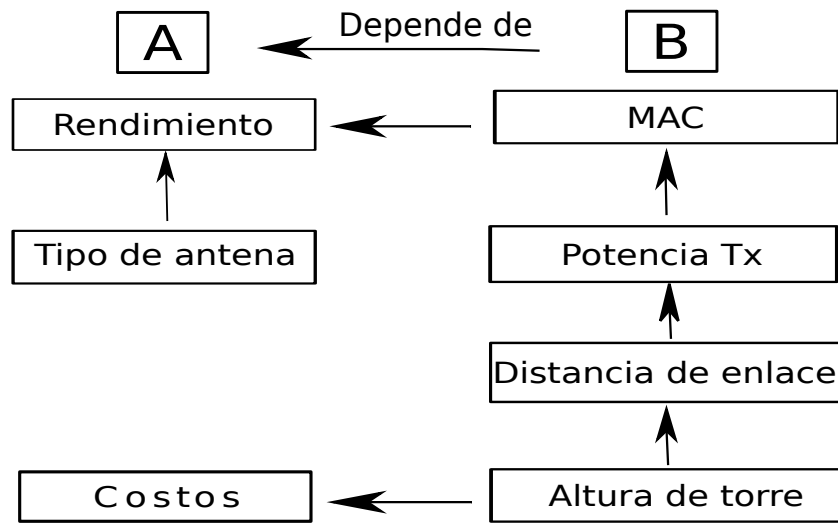 A
Depende de
B
Rendimiento
MAC
Tipo de antena
Potencia Tx
Distancia de enlace
Costos
Altura de torre